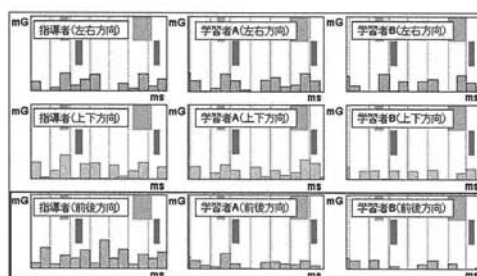 mG 指導者(左右方向) mG 学習者A(左右方向) mG 学習者B(左右方向)
ms ms ms
mG 指導者(上下方向) mG 学習者A(上下方向) mG 学習者B(上下方向)
ms ms ms
mG 指導者(前後方向) mG 学習者A(前後方向) mG 学習者B(前後方向)
ms ms ms